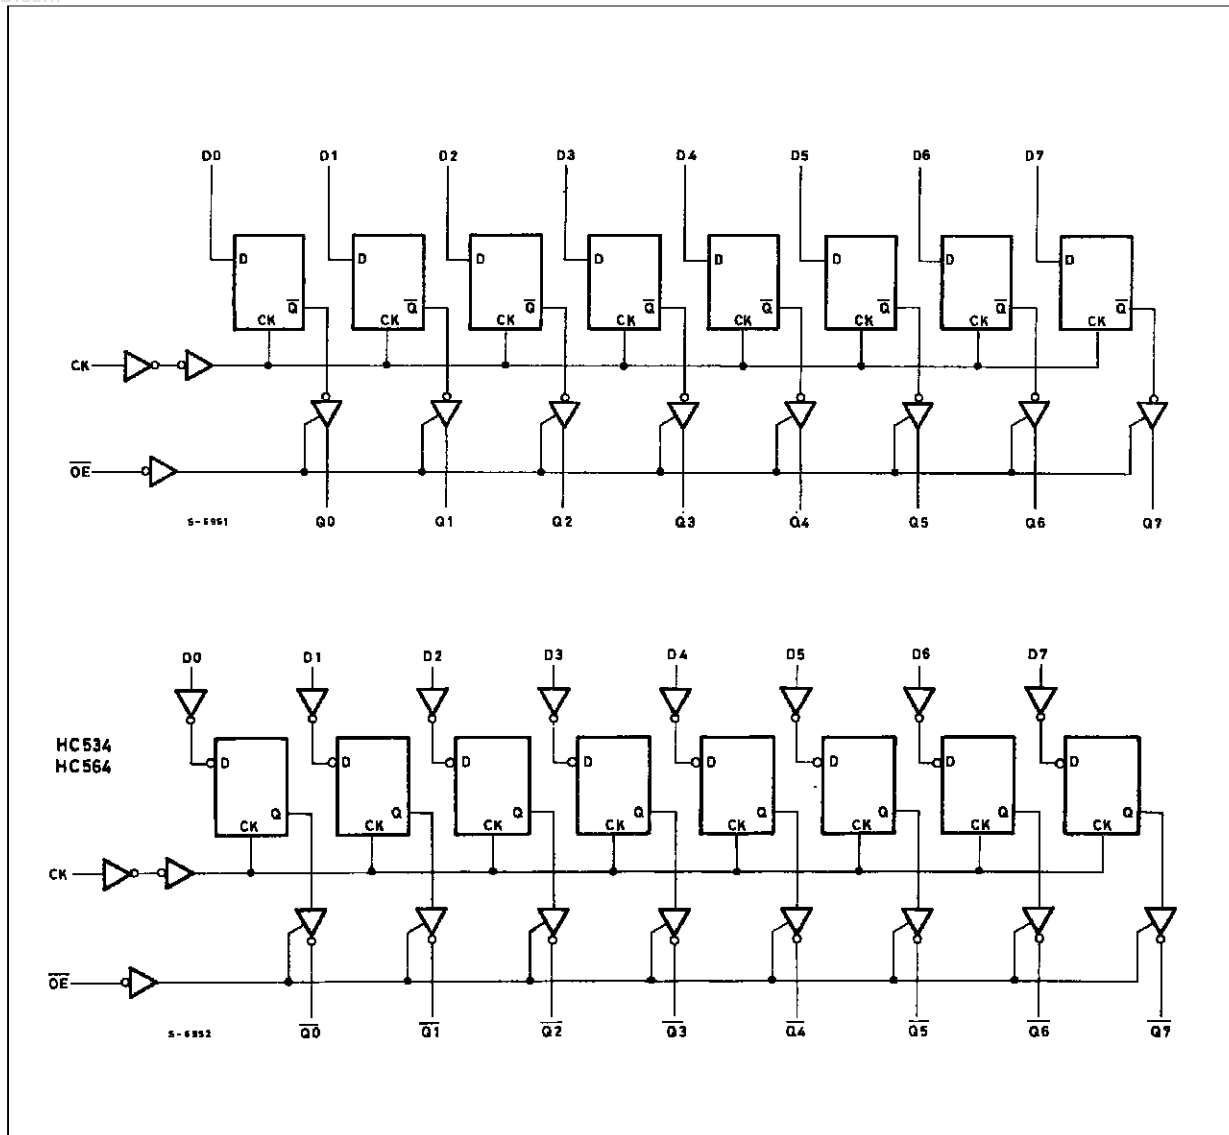 D0 D1 D2 D3 D4 D5 D6 D7
D D D D D D D D
Q̅ Q̅ Q̅ Q̅ Q̅ Q̅ Q̅ Q̅
CK CK CK CK CK CK CK CK
CK
O̅E̅
S-6951
Q0 Q1 Q2 Q3 Q4 Q5 Q6 Q7
D0 D1 D2 D3 D4 D5 D6 D7
HC534
HC564
D D D D D D D D
Q Q Q Q Q Q Q Q
CK CK CK CK CK CK CK CK
CK
O̅E̅
S-6952
Q̅0̅ Q̅1̅ Q̅2̅ Q̅3̅ Q̅4̅ Q̅5̅ Q̅6̅ Q̅7̅